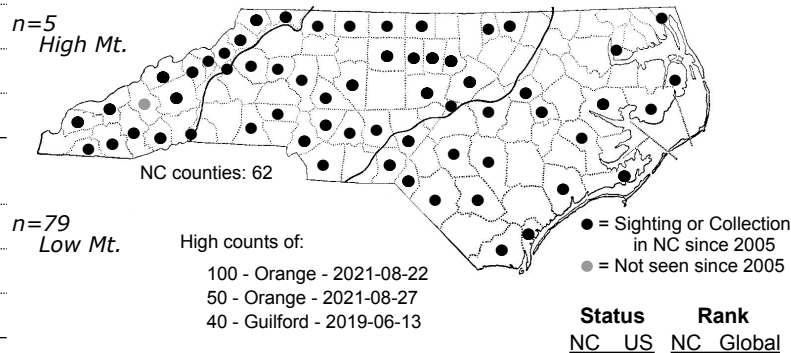 n=5
High Mt.
NC counties: 62
n=79
Low Mt.
High counts of:
100 - Orange - 2021-08-22
50 - Orange - 2021-08-27
40 - Guilford - 2019-06-13
= Sighting or Collection
in NC since 2005
= Not seen since 2005
Status Rank
NC US NC Global